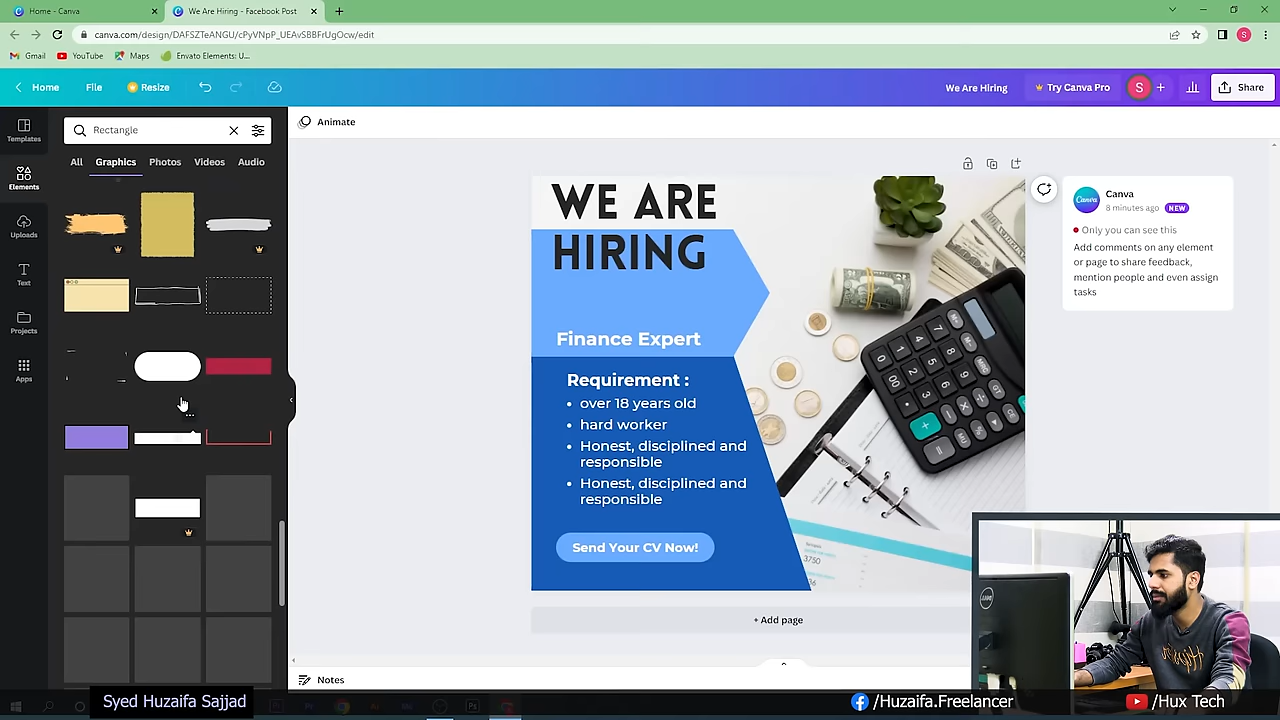 Home - Canva
We Are Hiring - Facebook Post
canva.com/design/DAFSZTeANGU/cPyVNpP_UEAvSBBFrUgOcw/edit
Gmail
YouTube
Maps
Envato Elements: U...
Home
File
Resize
We Are Hiring
Try Canva Pro
S
Share
Templates
Elements
Uploads
Text
Projects
Apps
Rectangle
All
Graphics
Photos
Videos
Audio
Animate
WE ARE
HIRING
Finance Expert
Requirement :
over 18 years old
hard worker
Honest, disciplined and
responsible
Honest, disciplined and
responsible
Send Your CV Now!
Canva
8 minutes ago NEW
Only you can see this
Add comments on any element
or page to share feedback,
mention people and even assign
tasks
+ Add page
Notes
Syed Huzaifa Sajjad
/Huzaifa.Freelancer
/Hux Tech